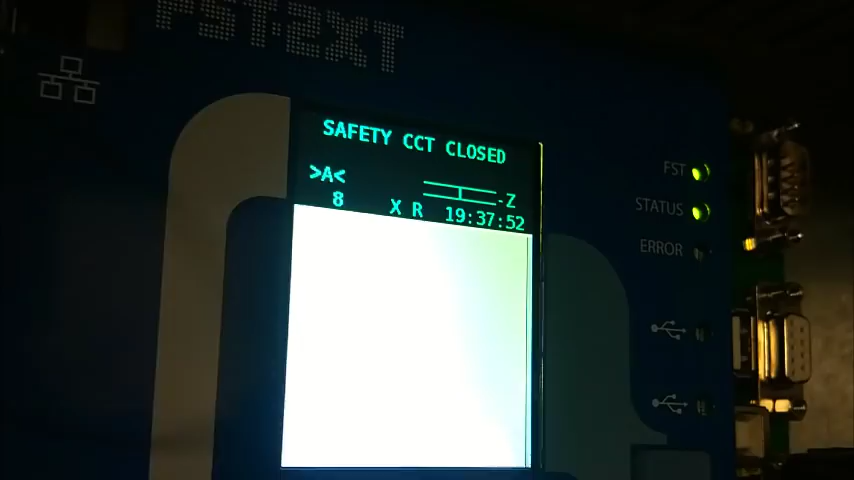 FST-2XT
SAFETY CCT CLOSED
>A<
-Z
8 X R 19:37:52
FST
STATUS
ERROR